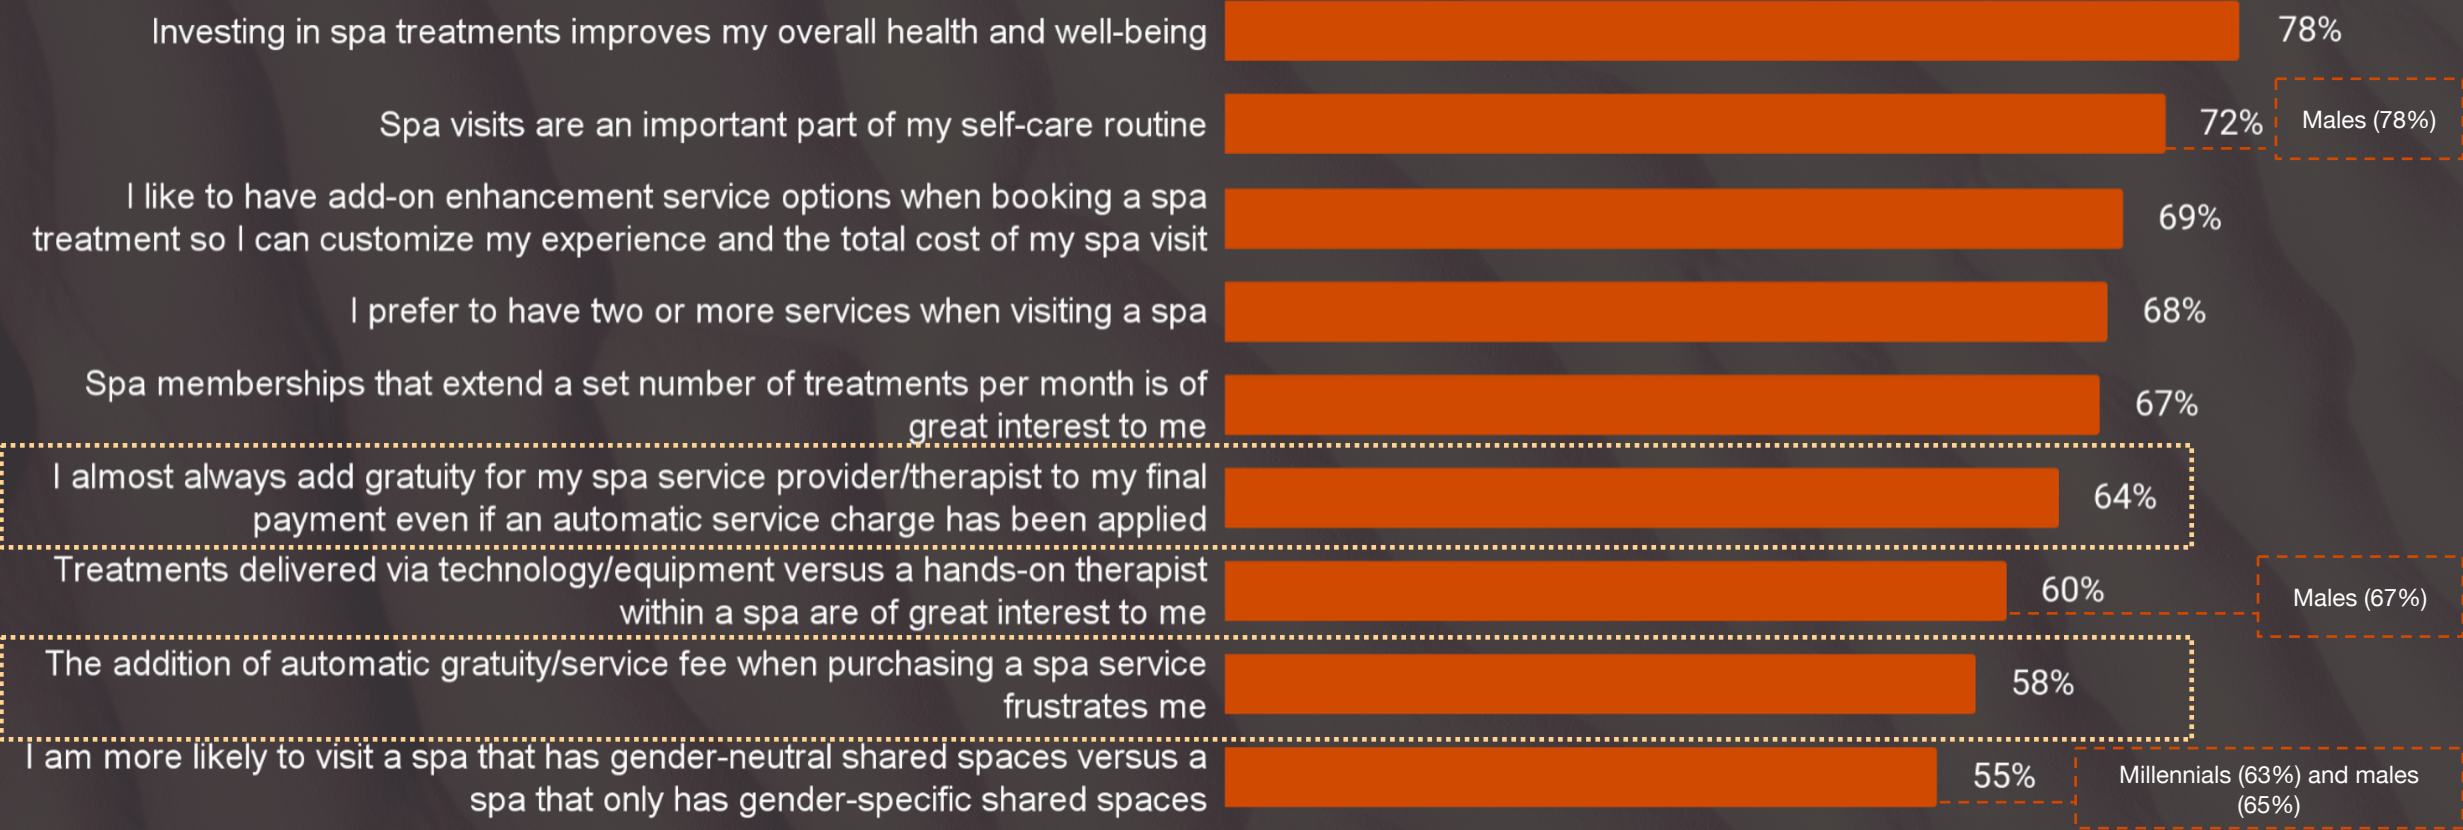 Investing in spa treatments improves my overall health and well-being
78%
Spa visits are an important part of my self-care routine
72%
Males (78%)
I like to have add-on enhancement service options when booking a spa
treatment so I can customize my experience and the total cost of my spa visit
69%
I prefer to have two or more services when visiting a spa
68%
Spa memberships that extend a set number of treatments per month is of
great interest to me
67%
I almost always add gratuity for my spa service provider/therapist to my final
payment even if an automatic service charge has been applied
64%
Treatments delivered via technology/equipment versus a hands-on therapist
within a spa are of great interest to me
60%
Males (67%)
The addition of automatic gratuity/service fee when purchasing a spa service
frustrates me
58%
I am more likely to visit a spa that has gender-neutral shared spaces versus a
spa that only has gender-specific shared spaces
55%
Millennials (63%) and males
(65%)